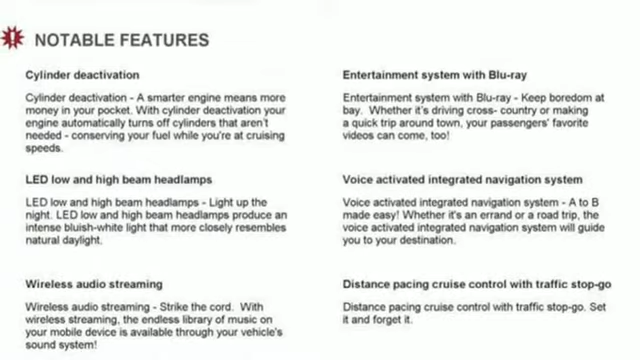 NOTABLE FEATURES
Cylinder deactivation
Cylinder deactivation - A smarter engine means more
money in your pocket. With cylinder deactivation your
engine automatically turns off cylinders that aren't
needed - conserving your fuel while you're at cruising
speeds.
LED low and high beam headlamps
LED low and high beam headlamps - Light up the
night. LED low and high beam headlamps produce an
intense bluish-white light that more closely resembles
natural daylight.
Wireless audio streaming
Wireless audio streaming - Strike the cord. With
wireless streaming, the endless library of music on
your mobile device is available through your vehicle's
sound system!
Entertainment system with Blu-ray
Entertainment system with Blu-ray - Keep boredom at
bay. Whether it's driving cross- country or making
a quick trip around town, your passengers' favorite
videos can come, too!
Voice activated integrated navigation system
Voice activated integrated navigation system - A to B
made easy! Whether it's an errand or a road trip, the
voice activated integrated navigation system will guide
you to your destination.
Distance pacing cruise control with traffic stop-go
Distance pacing cruise control with traffic stop-go. Set
it and forget it.